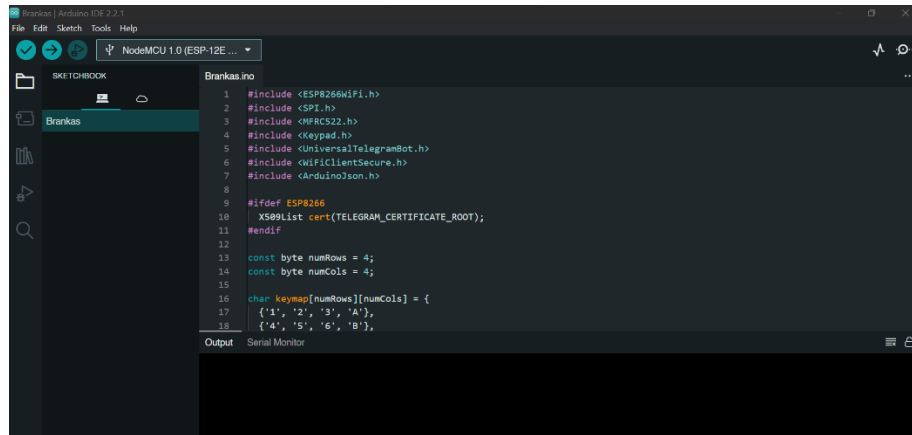 Brankas | Arduino IDE 2.2.1
File Edit Sketch Tools Help
NodeMCU 1.0 (ESP-12E ...
SKETCHBOOK
Brankas
Brankas.ino
1 #include <ESP8266WiFi.h>
2 #include <SPI.h>
3 #include <MFRC522.h>
4 #include <Keypad.h>
5 #include <UniversalTelegramBot.h>
6 #include <WiFiClientSecure.h>
7 #include <ArduinoJson.h>
8
9 #ifdef ESP8266
10 X509List cert(TELEGRAM_CERTIFICATE_ROOT);
11 #endif
12
13 const byte numRows = 4;
14 const byte numCols = 4;
15
16 char keymap[numRows][numCols] = {
17 {'1', '2', '3', 'A'},
18 {'4', '5', '6', 'B'},
Output Serial Monitor